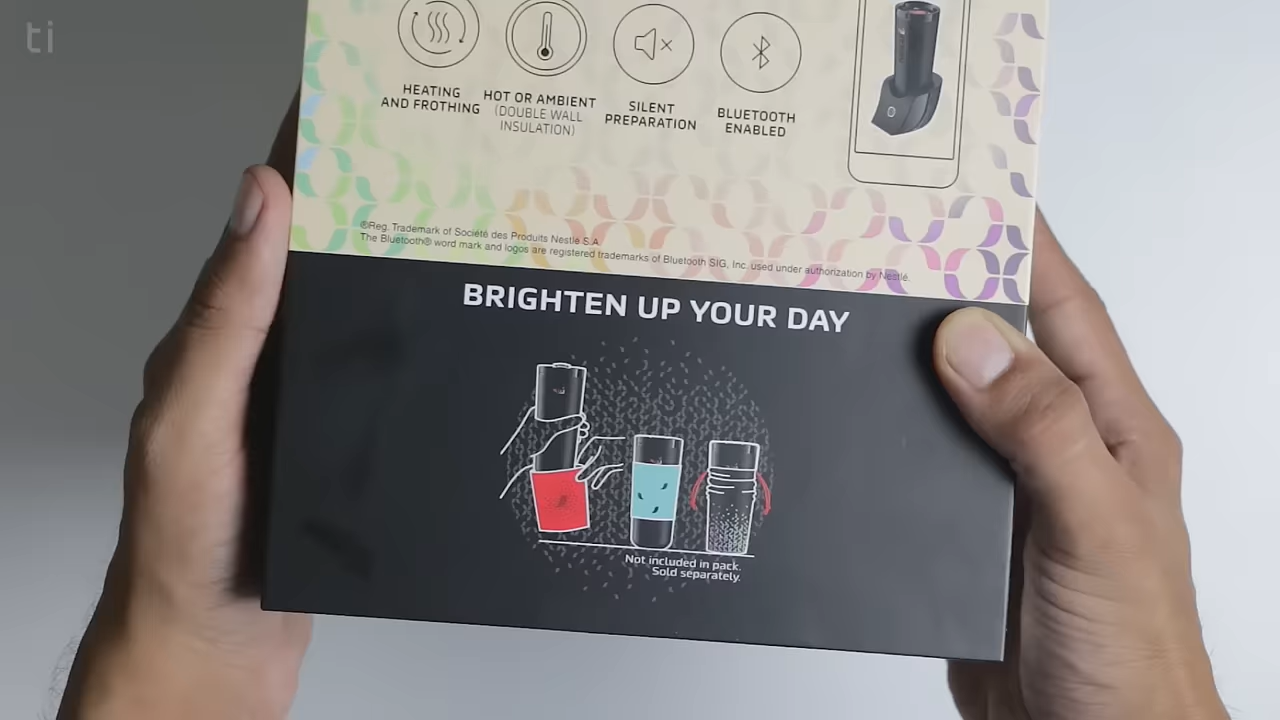 ti
HEATING
AND FROTHING
HOT OR AMBIENT
(DOUBLE WALL
INSULATION)
SILENT
PREPARATION
BLUETOOTH
ENABLED
®Reg. Trademark of Société des Produits Nestlé S.A.
The Bluetooth® word mark and logos are registered trademarks of Bluetooth SIG, Inc. used under authorization by Nestlé.
BRIGHTEN UP YOUR DAY
Not included in pack.
Sold separately.